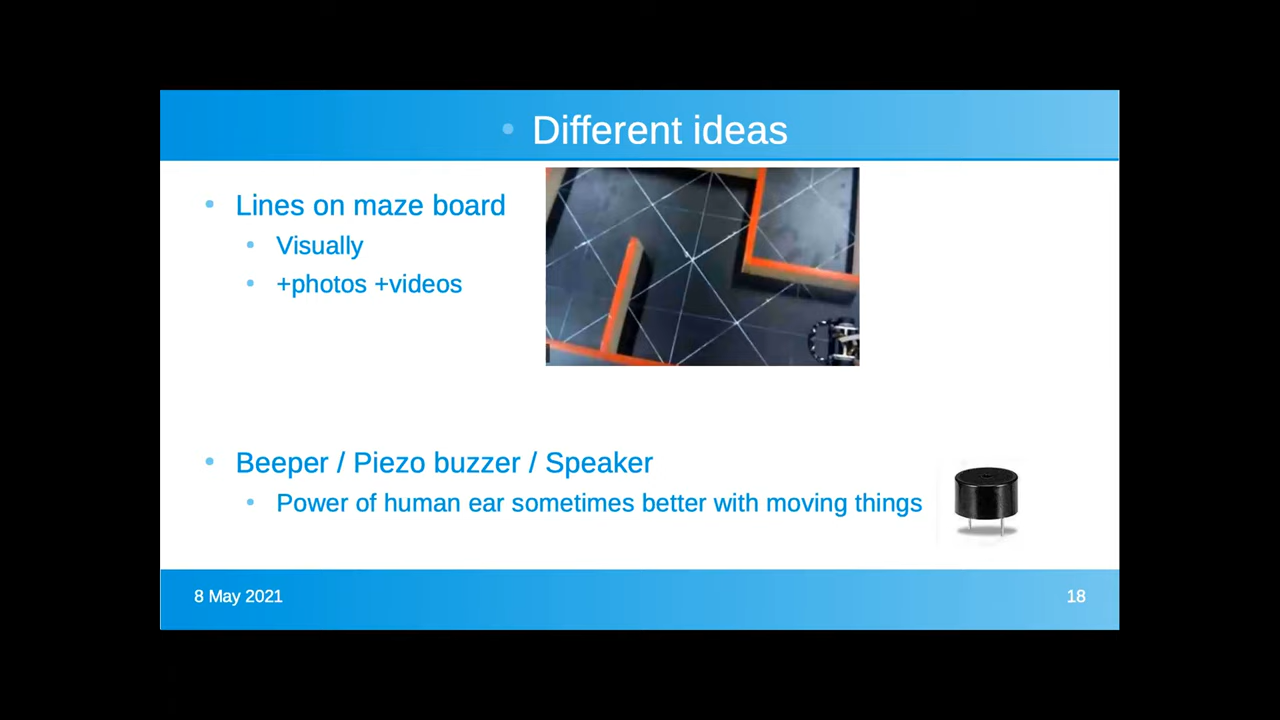 Different ideas
Lines on maze board
Visually
+photos +videos
Beeper / Piezo buzzer / Speaker
Power of human ear sometimes better with moving things
8 May 2021
18